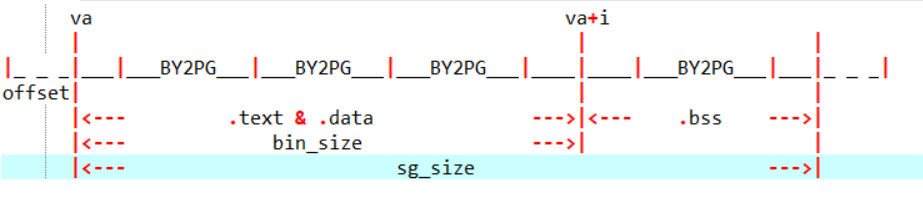 va va+i
| | |
|_ _ _|___|___BY2PG___|___BY2PG___|___BY2PG___|____|____|___BY2PG___|___|_ _ _|
offset| | |
|<--- .text & .data --->|<--- .bss --->|
|<--- bin_size --->| |
|<--- sg_size --->|